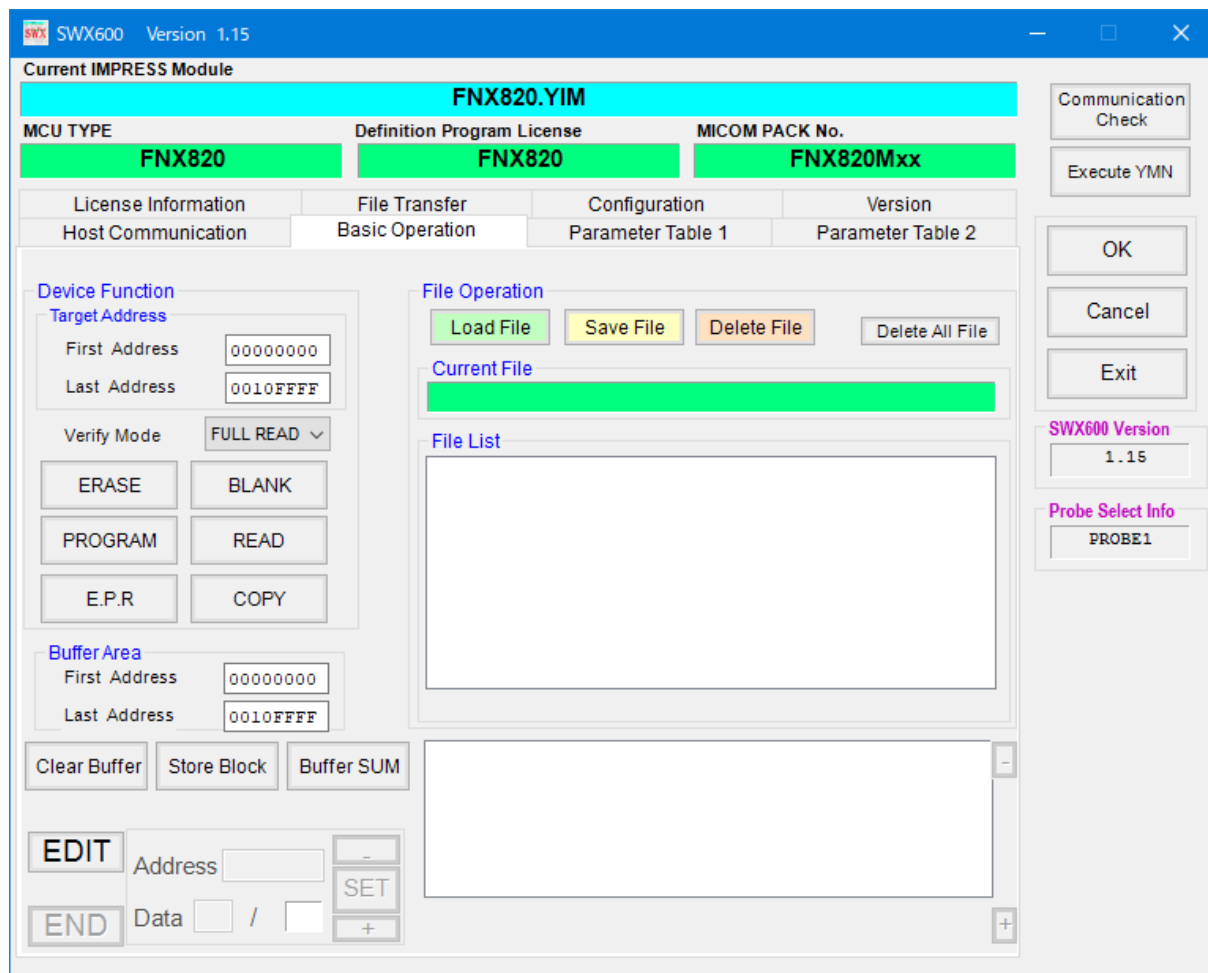 SWX SWX600 Version 1.15
Current IMPRESS Module
FNX820.YIM
MCU TYPE Definition Program License MICOM PACK No.
FNX820 FNX820 FNX820Mxx
License Information File Transfer Configuration Version
Host Communication Basic Operation Parameter Table 1 Parameter Table 2
Device Function
Target Address
First Address 00000000
Last Address 0010FFFF
Verify Mode FULL READ
ERASE BLANK
PROGRAM READ
E.P.R COPY
Buffer Area
First Address 00000000
Last Address 0010FFFF
Clear Buffer Store Block Buffer SUM
EDIT
Address -
SET
END Data / +
File Operation
Load File Save File Delete File Delete All File
Current File
File List
-
+
Communication
Check
Execute YMN
OK
Cancel
Exit
SWX600 Version
1.15
Probe Select Info
PROBE1